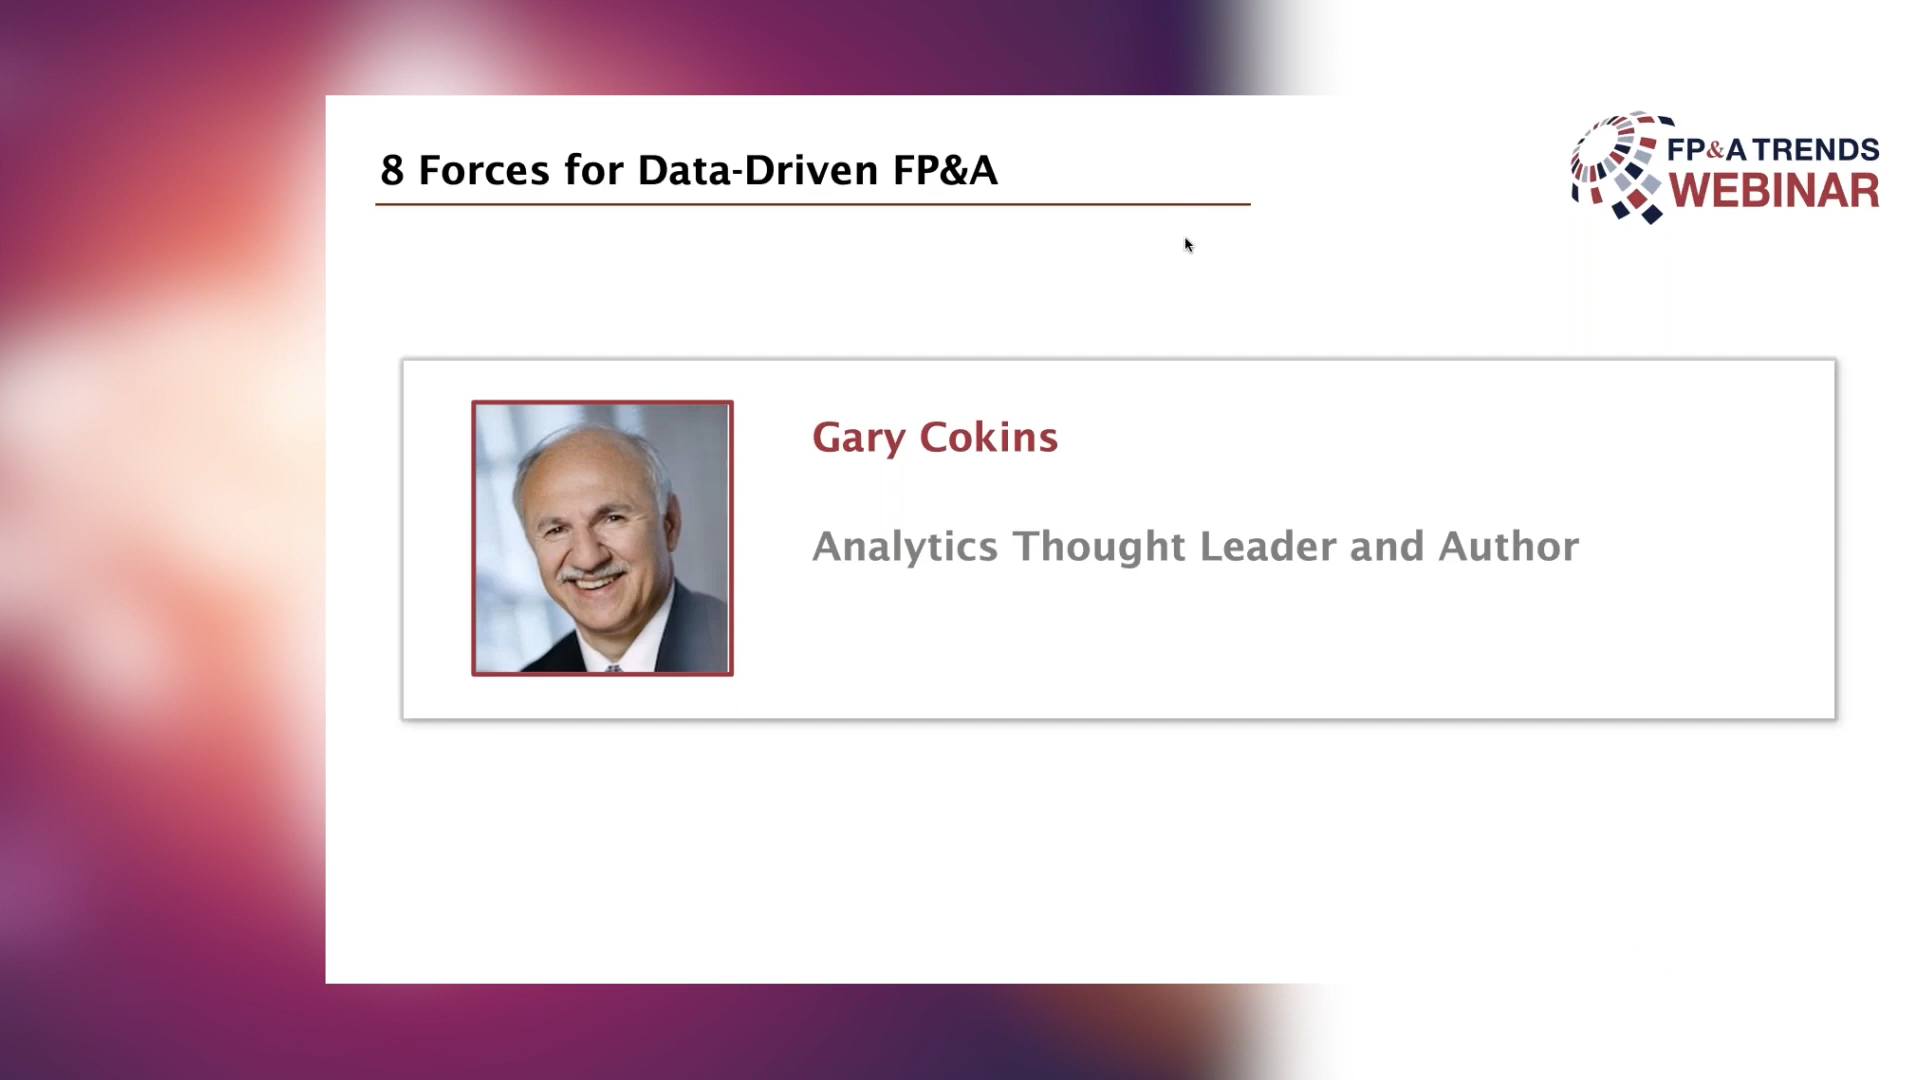 8 Forces for Data-Driven FP&A
FP&A TRENDS
WEBINAR
Gary Cokins
Analytics Thought Leader and Author